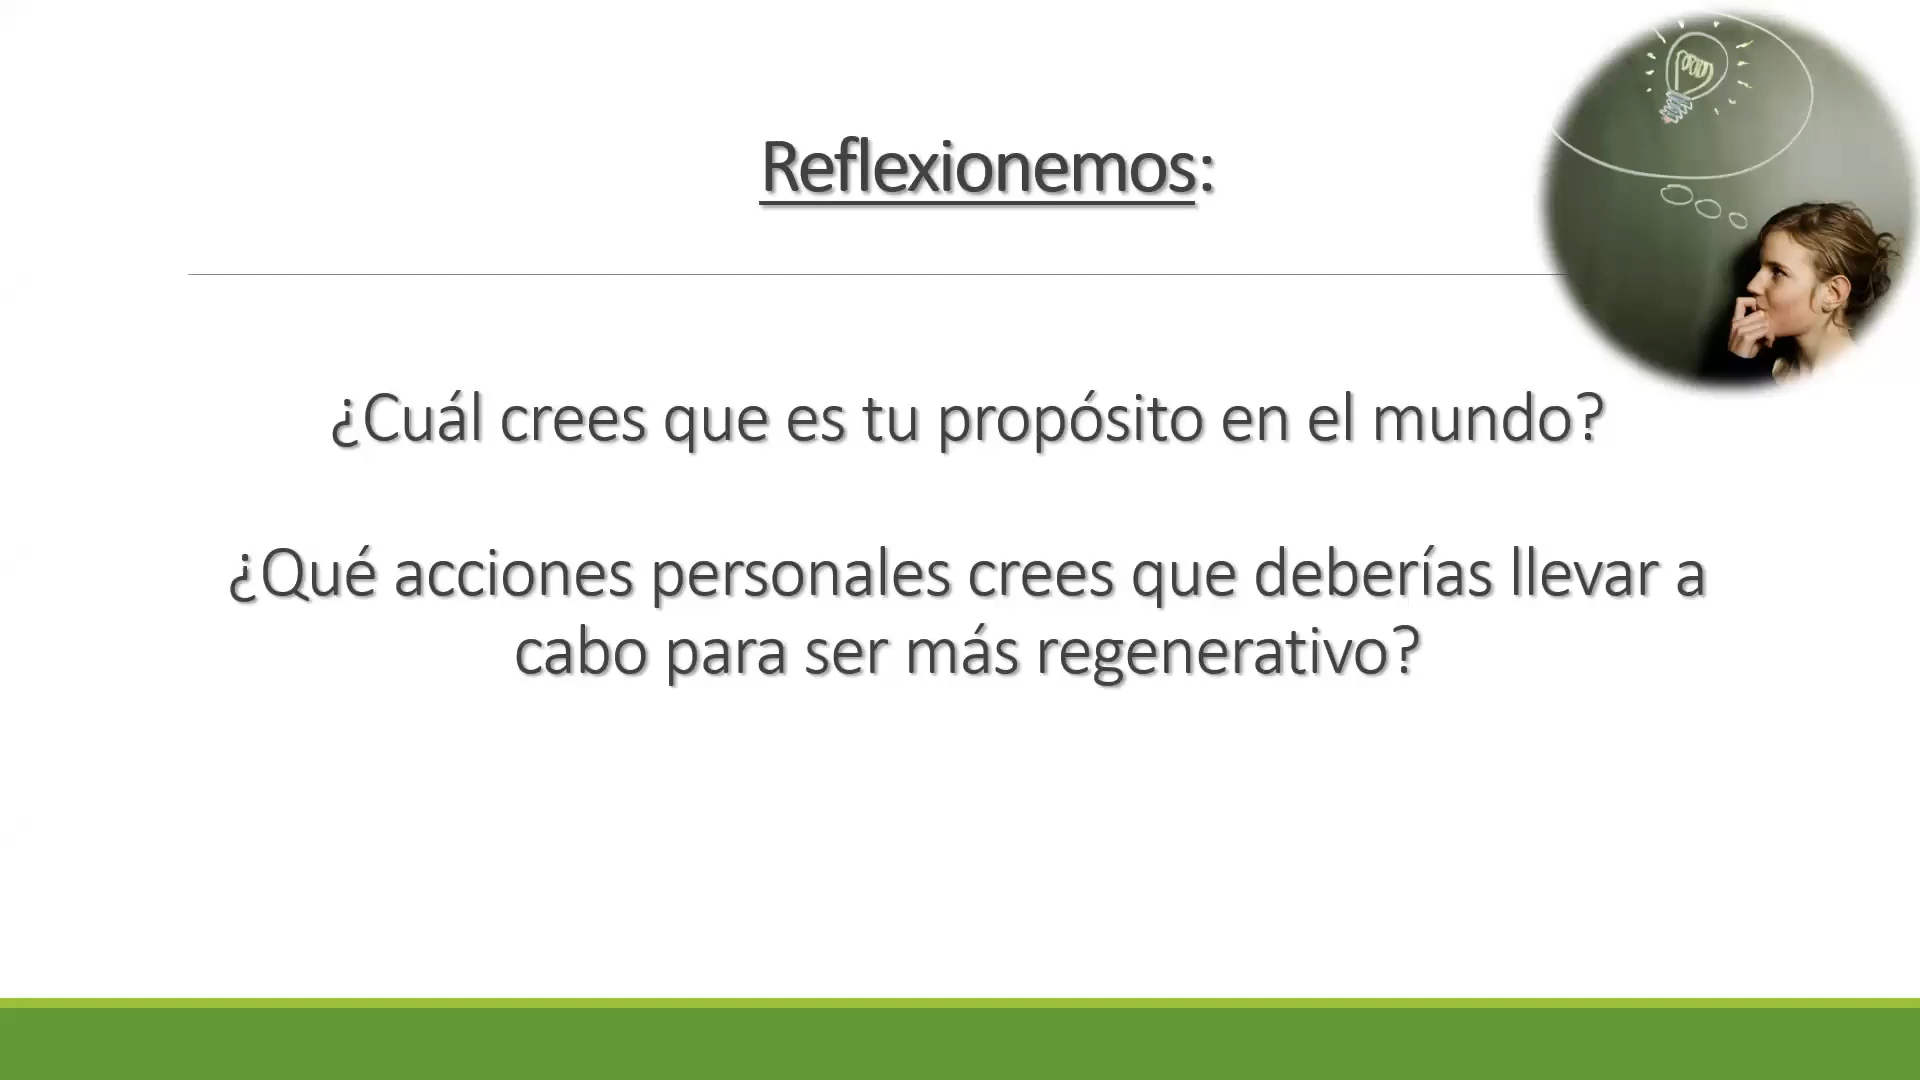 Reflexionemos:
¿Cuál crees que es tu propósito en el mundo?
¿Qué acciones personales crees que deberías llevar a
cabo para ser más regenerativo?